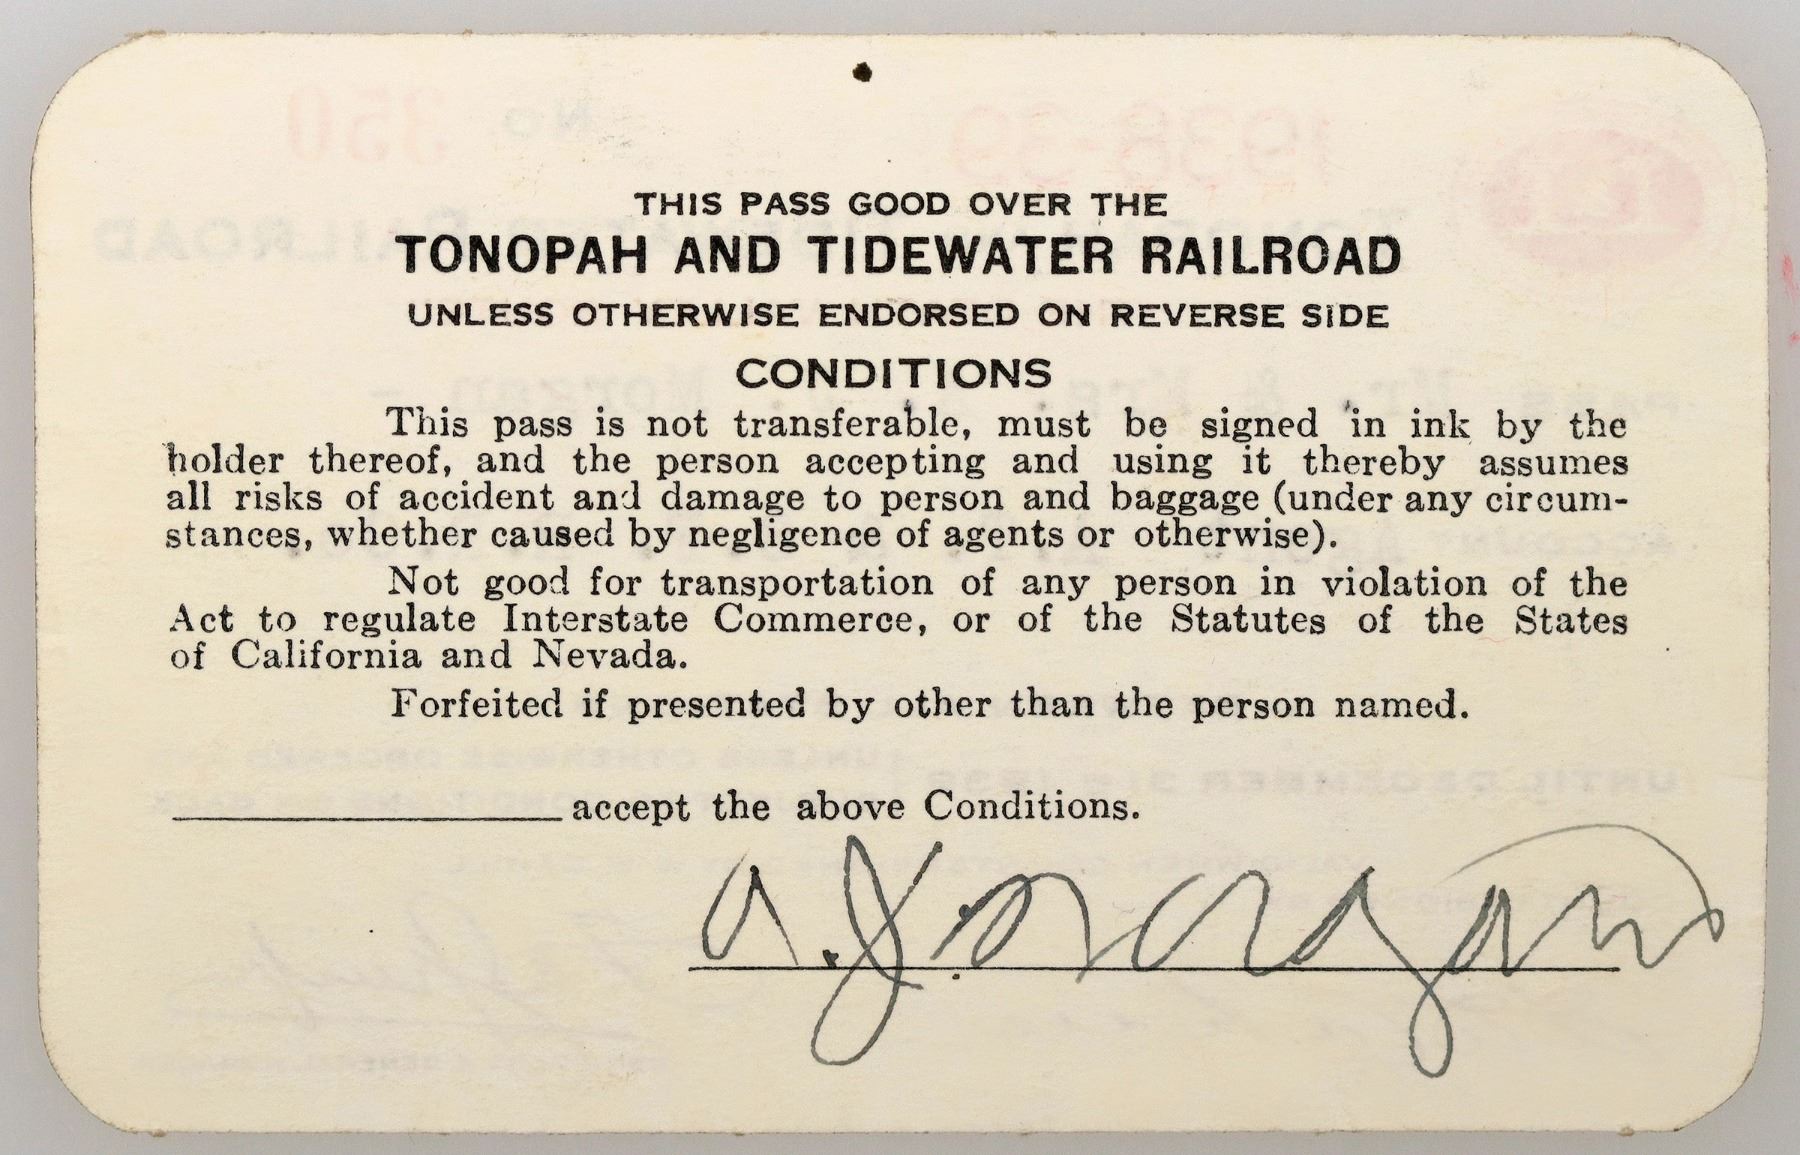 THIS PASS GOOD OVER THE
TONOPAH AND TIDEWATER RAILROAD
UNLESS OTHERWISE ENDORSED ON REVERSE SIDE
CONDITIONS
This pass is not transferable, must be signed in ink by the
holder thereof, and the person accepting and using it thereby assumes
all risks of accident and damage to person and baggage (under any circum-
stances, whether caused by negligence of agents or otherwise).
Not good for transportation of any person in violation of the
Act to regulate Interstate Commerce, or of the Statutes of the States
of California and Nevada.
Forfeited if presented by other than the person named.
accept the above Conditions.
a. J. Morgan